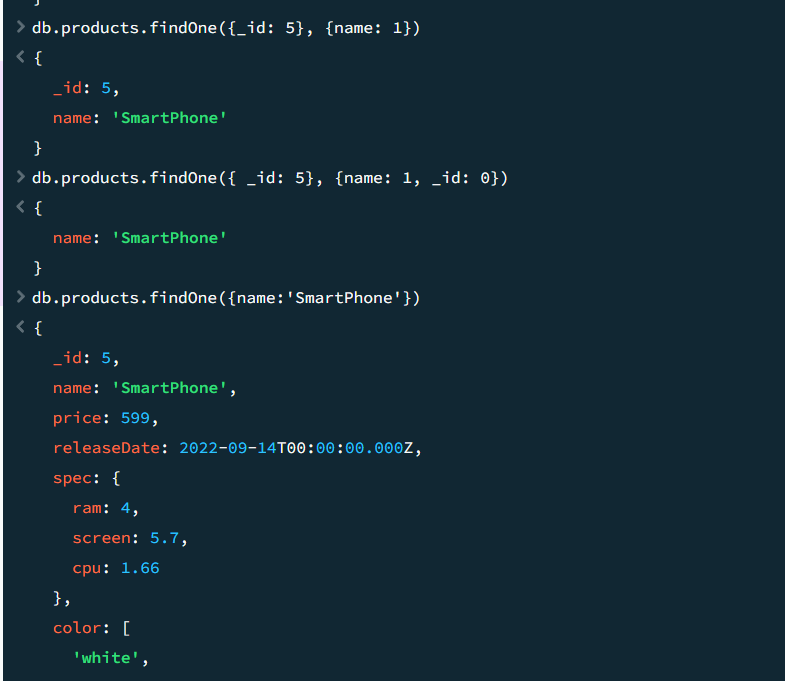 }
> db.products.findOne({_id: 5}, {name: 1})
< {
_id: 5,
name: 'SmartPhone'
}
> db.products.findOne({ _id: 5}, {name: 1, _id: 0})
< {
name: 'SmartPhone'
}
> db.products.findOne({name:'SmartPhone'})
< {
_id: 5,
name: 'SmartPhone',
price: 599,
releaseDate: 2022-09-14T00:00:00.000Z,
spec: {
ram: 4,
screen: 5.7,
cpu: 1.66
},
color: [
'white',